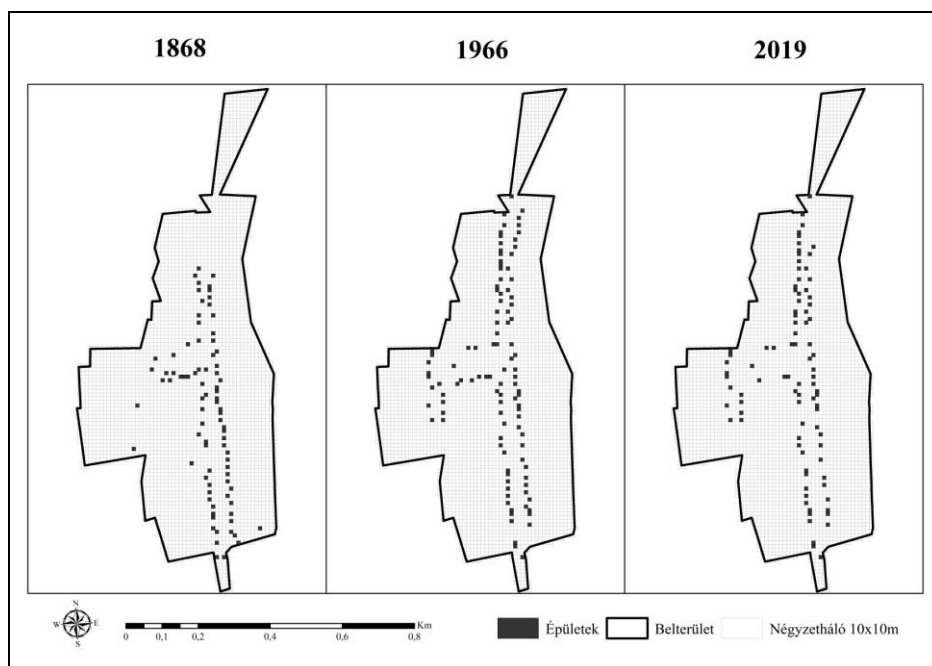 1868 1966 2019
N
W E
S
Km
0 0,1 0,2 0,4 0,6 0,8
Épületek Belterület Négyzetháló 10x10m